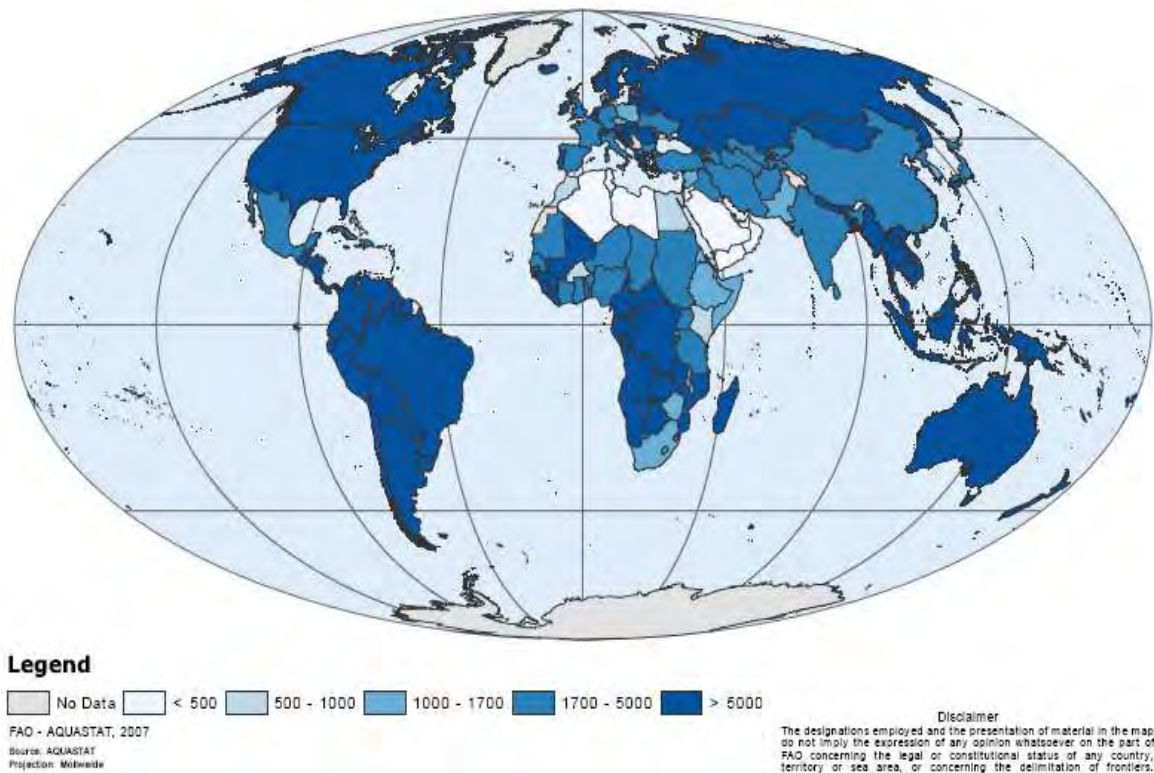 Legend
No Data < 500 500 - 1000 1000 - 1700 1700 - 5000 > 5000
FAO - AQUASTAT, 2007
Source: AQUASTAT
Projection: Mollweide
Disclaimer
The designations employed and the presentation of material in the map
do not imply the expression of any opinion whatsoever on the part of
FAO concerning the legal or constitutional status of any country,
territory or sea area, or concerning the delimitation of frontiers.